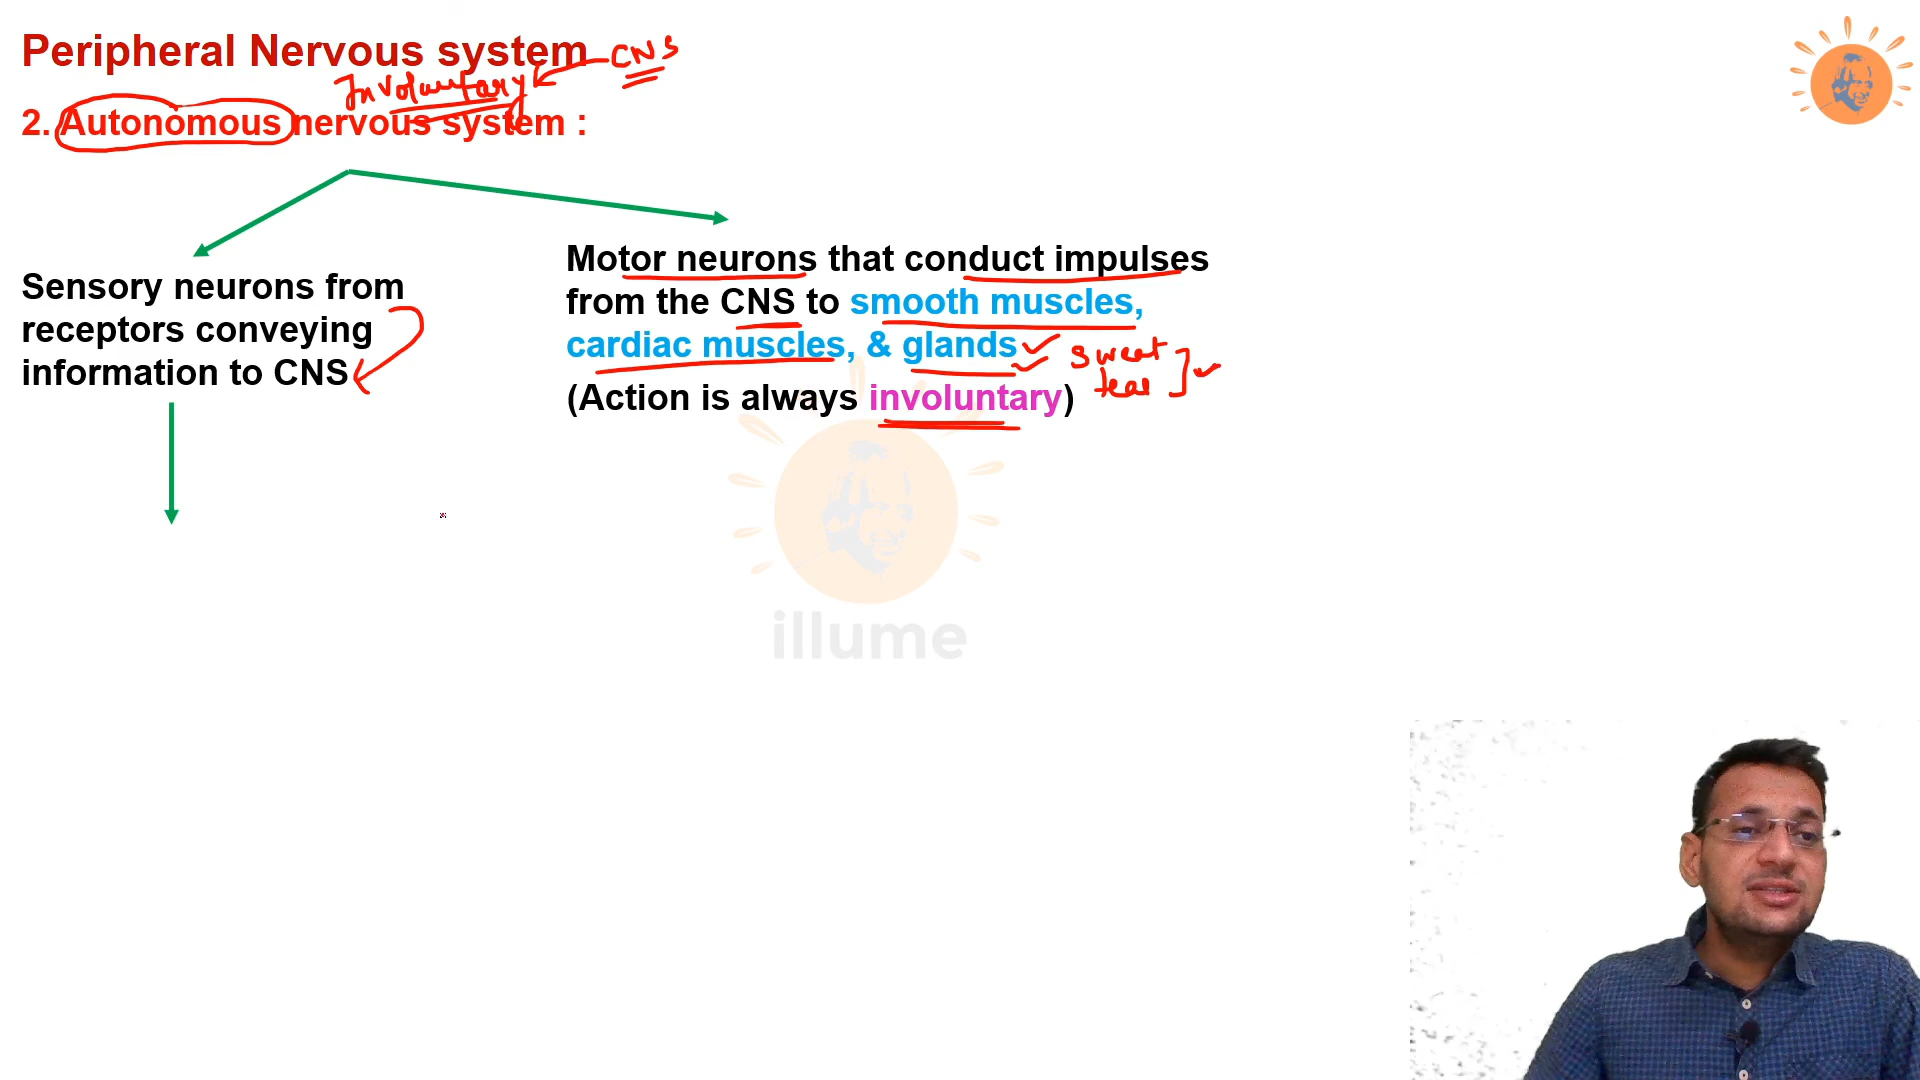 Peripheral Nervous system
CNS
Involuntary
2. Autonomous nervous system :
Sensory neurons from
receptors conveying
information to CNS
Motor neurons that conduct impulses
from the CNS to smooth muscles,
cardiac muscles, & glands
sweat
tear
(Action is always involuntary)
illume